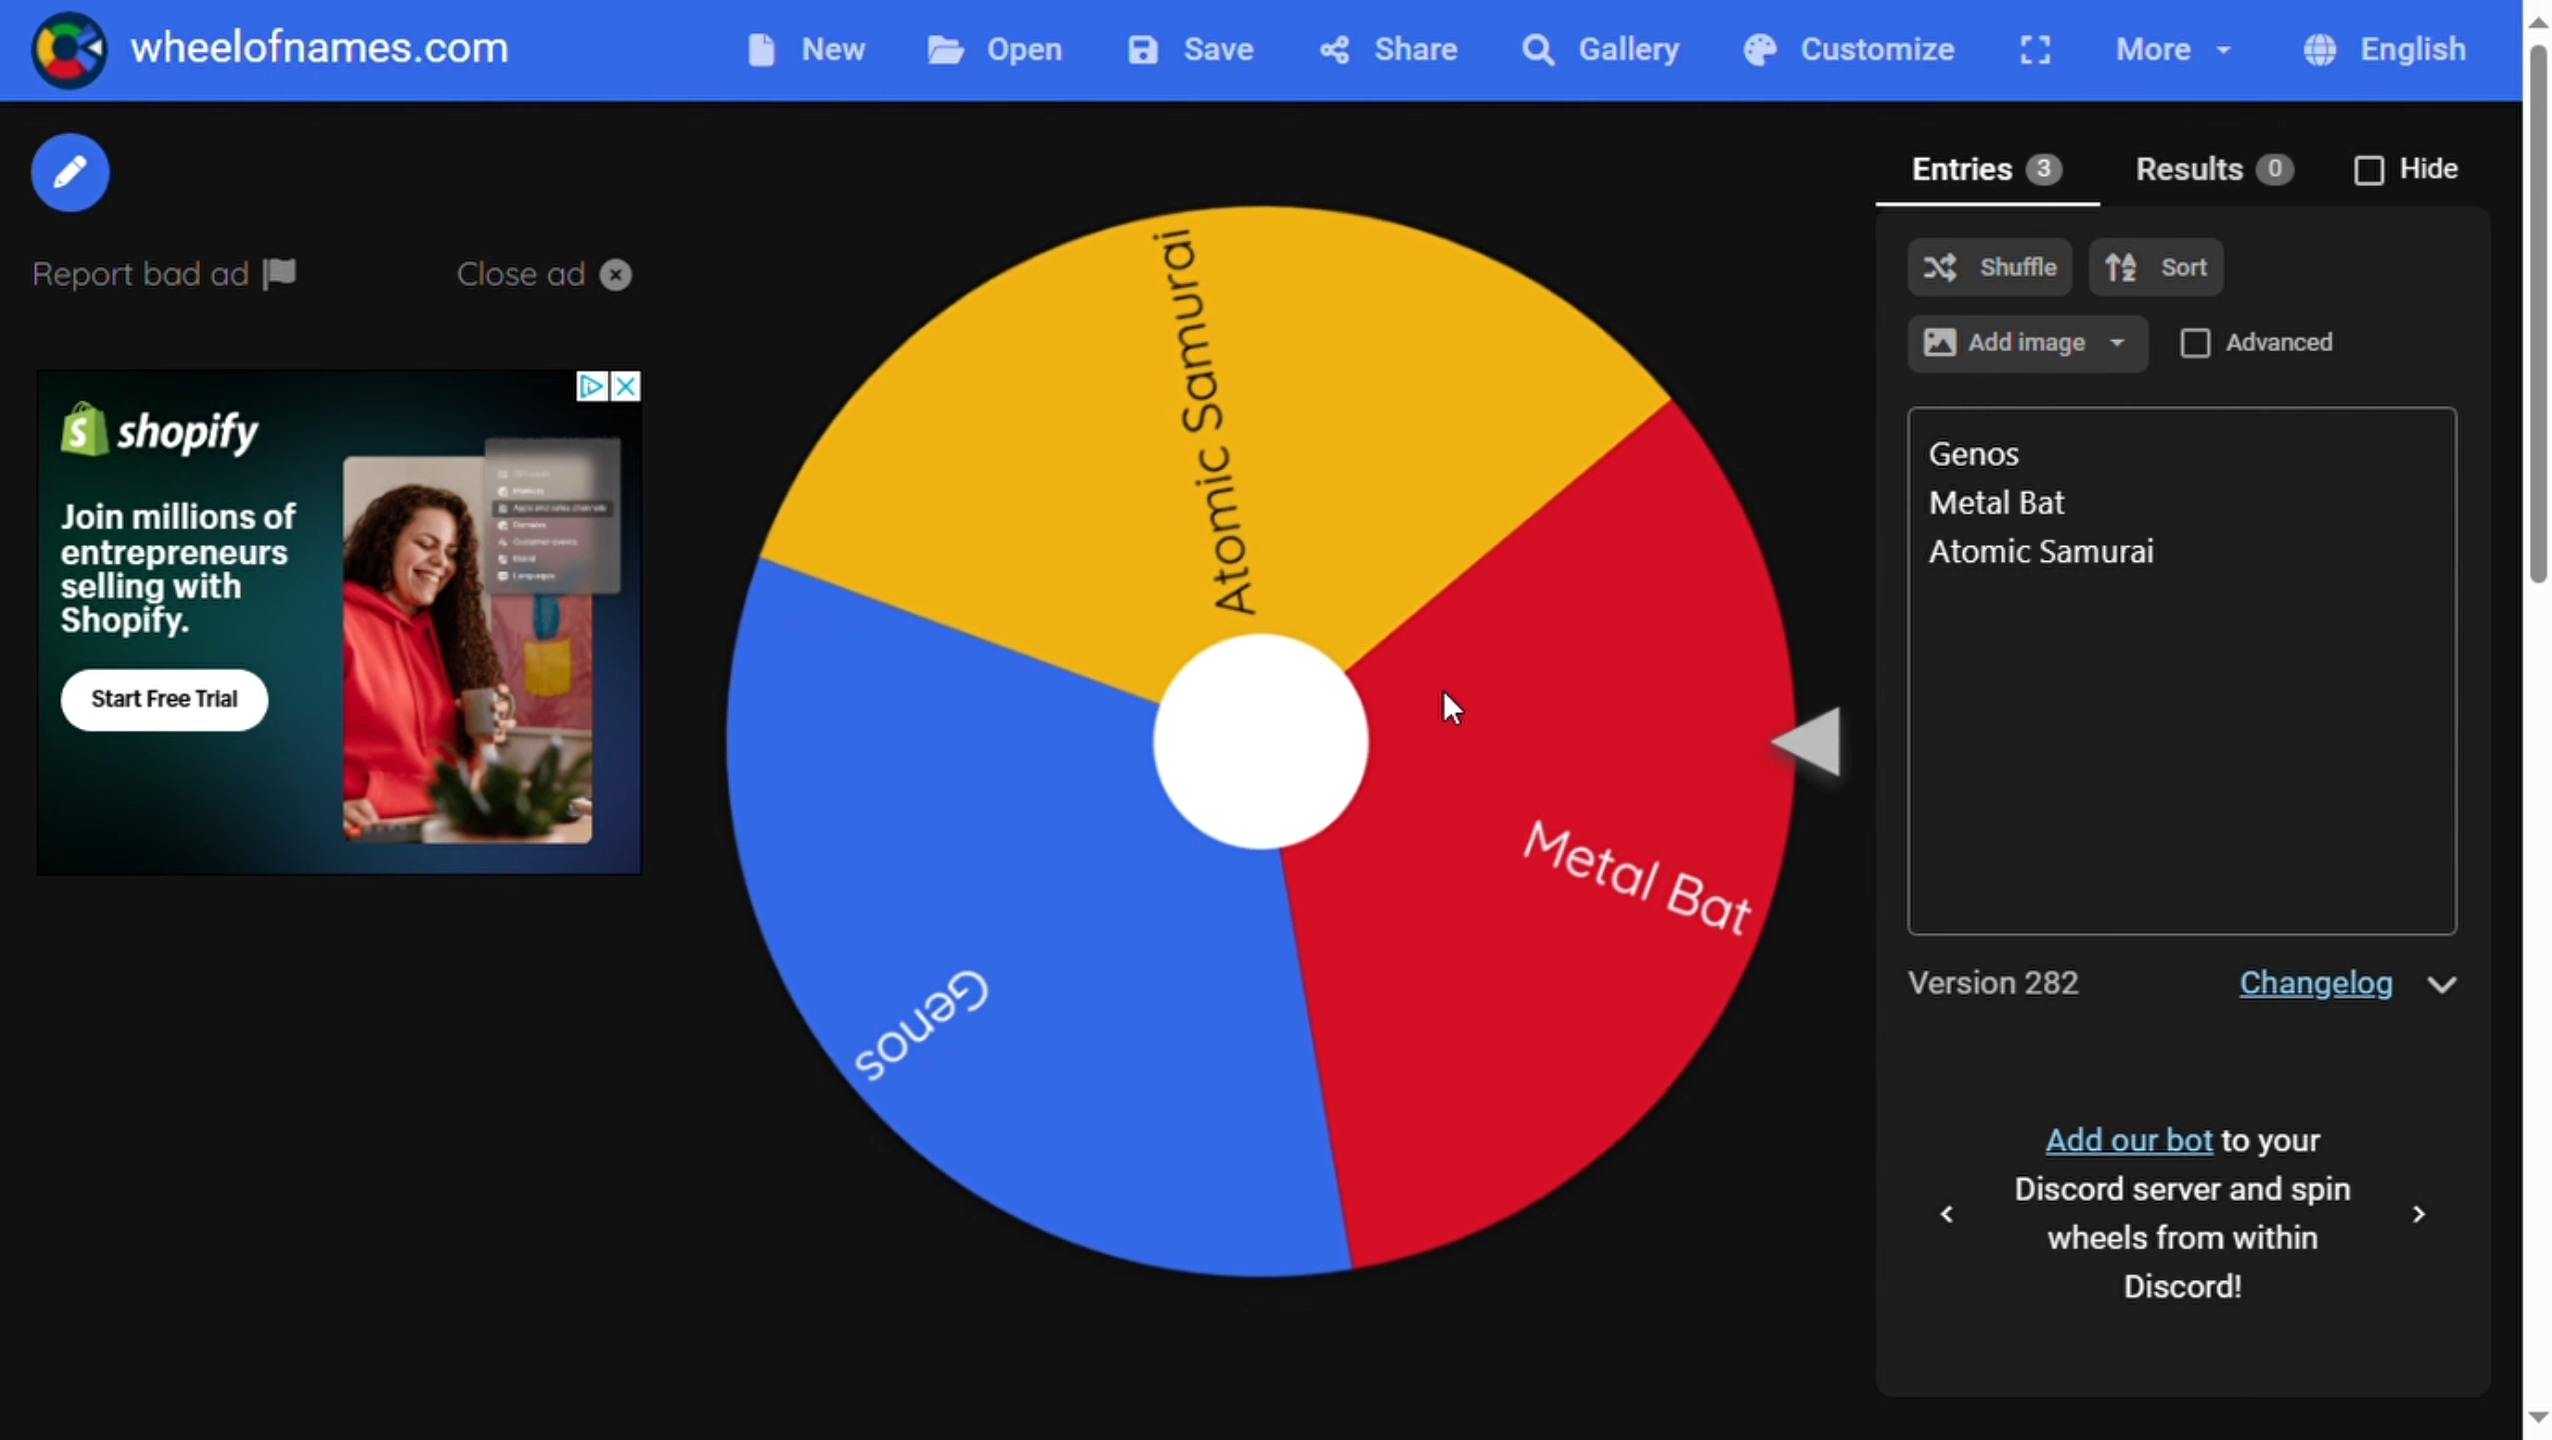 wheelofnames.com
New
Open
Save
Share
Gallery
Customize
More
English
Report bad ad
Close ad
shopify
Join millions of
entrepreneurs
selling with
Shopify.
Start Free Trial
Atomic Samurai
Metal Bat
Genos
Entries 3
Results 0
Hide
Shuffle
Sort
Add image
Advanced
Genos
Metal Bat
Atomic Samurai
Version 282
Changelog
Add our bot to your
Discord server and spin
wheels from within
Discord!